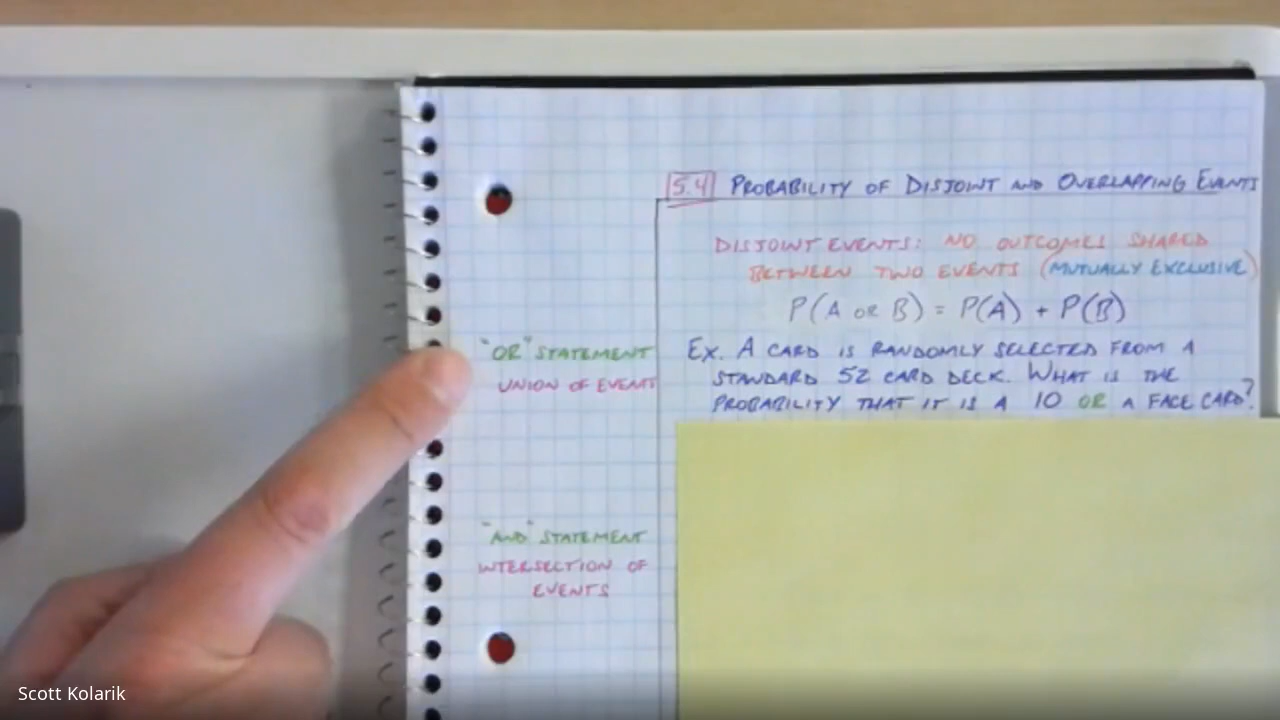 5.4 PROBABILITY OF DISJOINT AND OVERLAPPING EVENTS
DISJOINT EVENTS: NO OUTCOMES SHARED
BETWEEN TWO EVENTS (MUTUALLY EXCLUSIVE)
P(A OR B) = P(A) + P(B)
"OR" STATEMENT
UNION OF EVENTS
EX. A CARD IS RANDOMLY SELECTED FROM A
STANDARD 52 CARD DECK. WHAT IS THE
PROBABILITY THAT IT IS A 10 OR A FACE CARD?
"AND" STATEMENT
INTERSECTION OF
EVENTS
Scott Kolarik